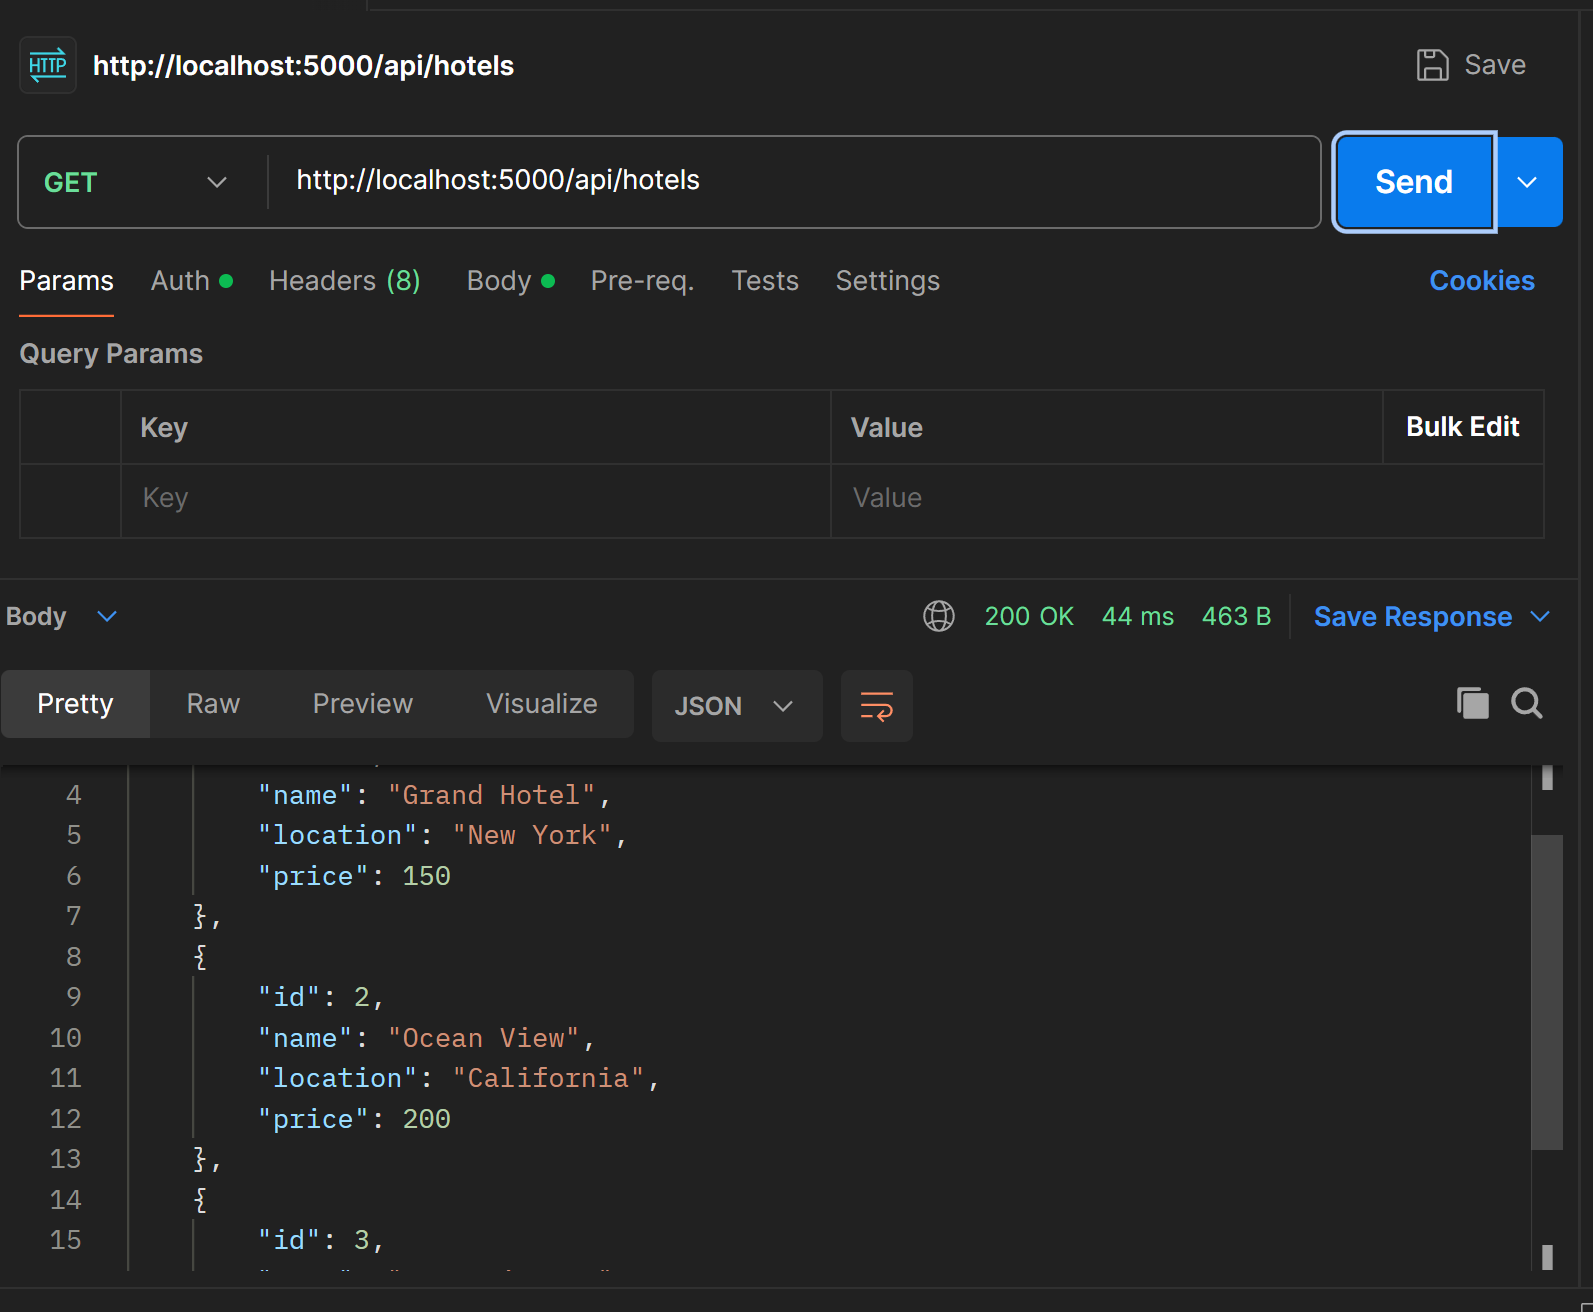 HTTP http://localhost:5000/api/hotels Save
GET http://localhost:5000/api/hotels Send
Params Auth Headers (8) Body Pre-req. Tests Settings Cookies
Query Params
Key Value Bulk Edit
Key Value
Body 200 OK 44 ms 463 B Save Response
Pretty Raw Preview Visualize JSON
4 "name": "Grand Hotel",
5 "location": "New York",
6 "price": 150
7 },
8 {
9 "id": 2,
10 "name": "Ocean View",
11 "location": "California",
12 "price": 200
13 },
14 {
15 "id": 3,